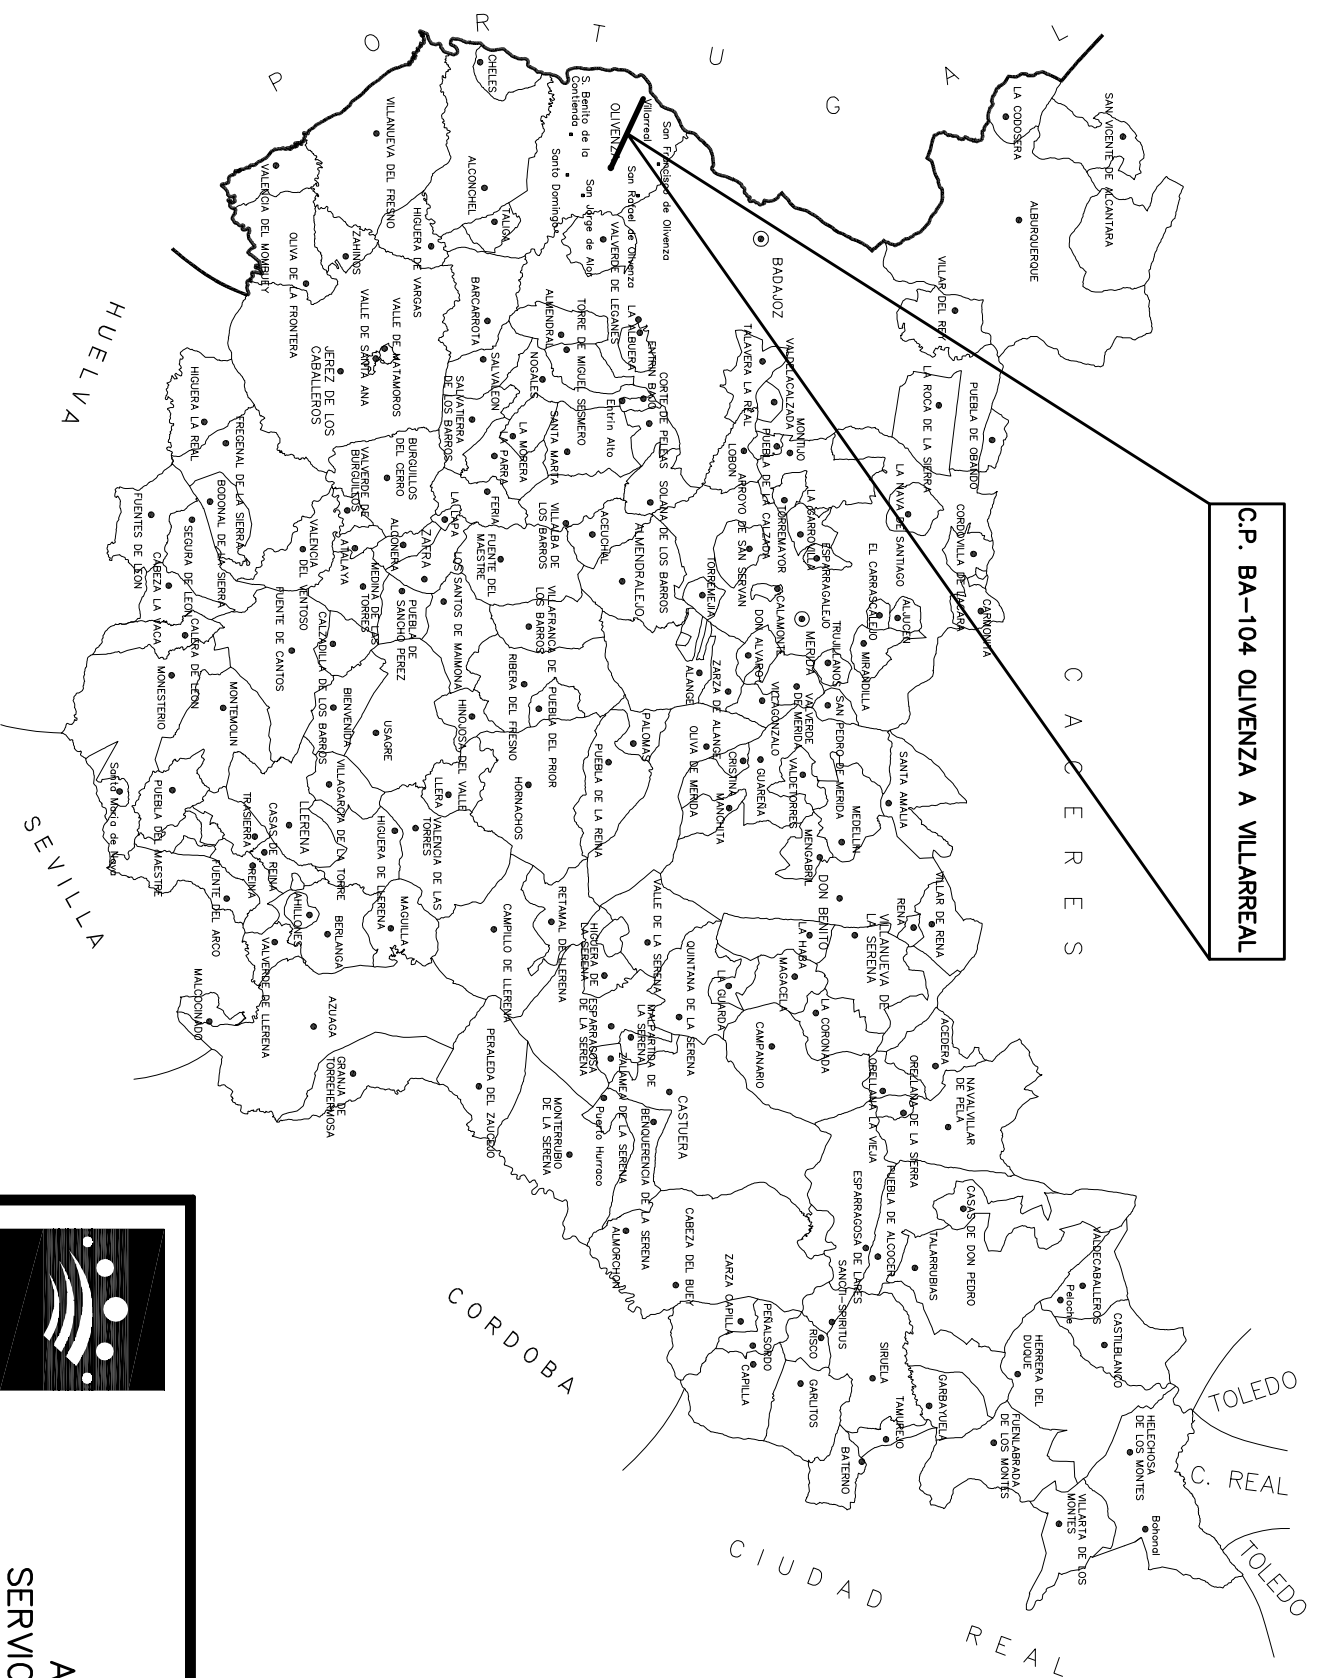 C.P. BA-104 OLIVENZA A VILLARREAL
TOLEDO
C. REAL
TOLEDO
PORTUGAL
CACERES
CIUDAD REAL
CORDOBA
SEVILLA
HUELVA
SAN VICENTE DE ALCANTARA
LA CODOSERA
ALBURQUERQUE
VILLAR DEL REY
PUEBLA DE OBANDO
LA ROCA DE LA SIERRA
CORDOVILLA DE LACARA
CARMONITA
LA NAVA DE SANTIAGO
ALJUCEN
EL CARRASCALEJO
MIRANDILLA
ESPARRAGALEJO
LA GARROVILLA
TORREMAYOR
MONTIJO
PUEBLA DE LA CALZADA
VALDELACALZADA
TALAVERA LA REAL
LOBON
ARROYO DE SAN SERVAN
CALAMONTE
MERIDA
TRUJILLANOS
SAN PEDRO DE MERIDA
DON ALVARO
VALVERDE
DE MERIDA
VILLAGONZALO
ZARZA DE ALANGE
ALANGE
TORREMEJIA
OLIVA DE MERIDA
CRISTINA
GUAREÑA
VALDETORRES
MANCHITA
MENGABRIL
MEDELLIN
SANTA AMALIA
DON BENITO
VILLAR DE RENA
RENA
VILLANUEVA DE
LA SERENA
LA HABA
MAGACELA
LA GUARDA
LA CORONADA
CAMPANARIO
QUINTANA DE LA SERENA
VALLE DE LA SERENA
ACEDERA
ORELLANA DE LA SIERRA
ORELLANA LA VIEJA
NAVALVILLAR
DE PELA
CASAS DE DON PEDRO
TALARRUBIAS
PUEBLA DE ALCOCER
ESPARRAGOSA DE LARES
SANCTI-SPIRITUS
VALDECABALLEROS
Peloche
CASTILBLANCO
HERRERA DEL
DUQUE
HELECHOSA
DE LOS MONTES
Bohonal
VILLARTA DE LOS
MONTES
FUENLABRADA
DE LOS MONTES
GARBAYUELA
TAMUREJO
SIRUELA
BATERNO
RISCO
GARLITOS
PEÑALSORDO
CAPILLA
ZARZA CAPILLA
CABEZA DEL BUEY
ALMORCHON
CASTUERA
BENQUERENCIA DE LA SERENA
Puerto Hurraco
ZALAMEA DE LA SERENA
MALPARTIDA DE
LA SERENA
ESPARRAGOSA
DE LA SERENA
HIGUERA DE
LA SERENA
MONTERRUBIO
DE LA SERENA
PERALEDA DEL ZAUCEJO
RETAMAL DE LLERENA
CAMPILLO DE LLERENA
BADAJOZ
San Francisco de Olivenza
Villarreal
OLIVENZA
San Rafael de Olivenza
S. Benito de la
Contienda
Santo Domingo
San Jorge de Alor
VALVERDE DE LEGANES
CHELES
ALCONCHEL
TALIGA
VILLANUEVA DEL FRESNO
HIGUERA DE VARGAS
ZAHINOS
VALENCIA DEL MOMBUEY
OLIVA DE LA FRONTERA
BARCARROTA
ALMENDRAL
TORRE DE MIGUEL SESMERO
LA ALBUERA
ENTRIN BAJO
Entrin Alto
CORTE DE PELEAS
NOGALES
SALVALEON
SALVATIERRA
DE LOS BARROS
SANTA MARTA
LA MORERA
LA PARRA
VALLE DE MATAMOROS
VALLE DE SANTA ANA
JEREZ DE LOS
CABALLEROS
BURGUILLOS
DEL CERRO
VALVERDE DE
BURGUILLOS
SOLANA DE LOS BARROS
ALMENDRALEJO
ACEUCHAL
VILLALBA DE
LOS BARROS
FERIA
FUENTE DEL
MAESTRE
LA LAPA
ZAFRA
ALCONERA
LOS SANTOS DE MAIMONA
VILLAFRANCA DE
LOS BARROS
RIBERA DEL FRESNO
PUEBLA DEL PRIOR
HINOJOSA DEL VALLE
HORNACHOS
PALOMAS
PUEBLA DE LA REINA
PUEBLA DE
SANCHO PEREZ
MEDINA DE LAS
TORRES
ATALAYA
VALENCIA
DEL VENTOSO
HIGUERA LA REAL
FREGENAL DE LA SIERRA
BODONAL DE LA SIERRA
FUENTES DE LEON
SEGURA DE LEON
CABEZA LA VACA
CALERA DE LEON
FUENTE DE CANTOS
CALZADILLA DE LOS BARROS
BIENVENIDA
USAGRE
MONESTERIO
MONTEMOLIN
LLERA
VALENCIA DE LAS
TORRES
VILLAGARCIA DE LA TORRE
HIGUERA DE LLERENA
LLERENA
CASAS DE REINA
TRASIERRA
REINA
PUEBLA DEL MAESTRE
Santa Maria de Nava
FUENTE DEL ARCO
AHILLONES
BERLANGA
MAGUILLA
VALVERDE DE LLERENA
MALCOCINADO
AZUAGA
GRANJA DE
TORREHERMOSA